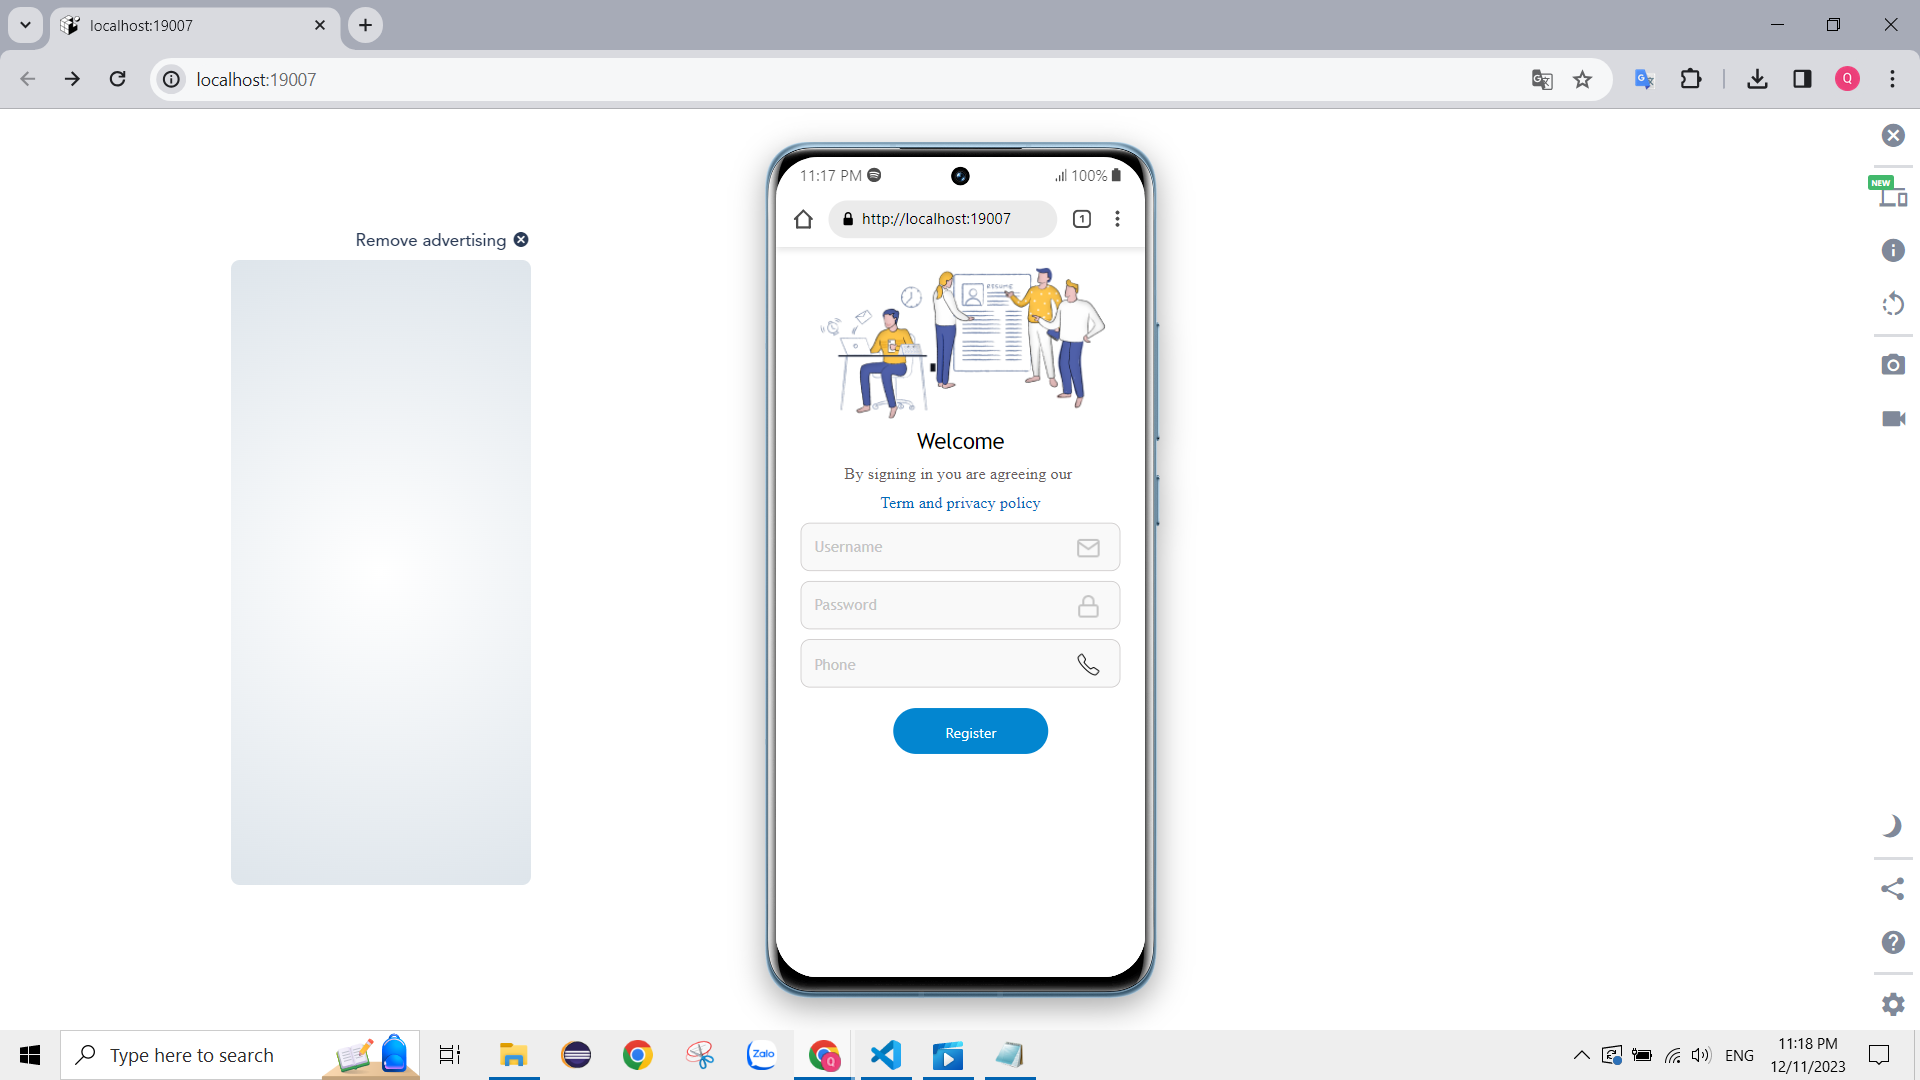 localhost:19007
localhost:19007
Q
NEW
Remove advertising
11:17 PM
100%
http://localhost:19007
1
RESUME
Welcome
By signing in you are agreeing our
Term and privacy policy
Username
Password
Phone
Register
Type here to search
Zalo
Q
ENG
11:18 PM
12/11/2023